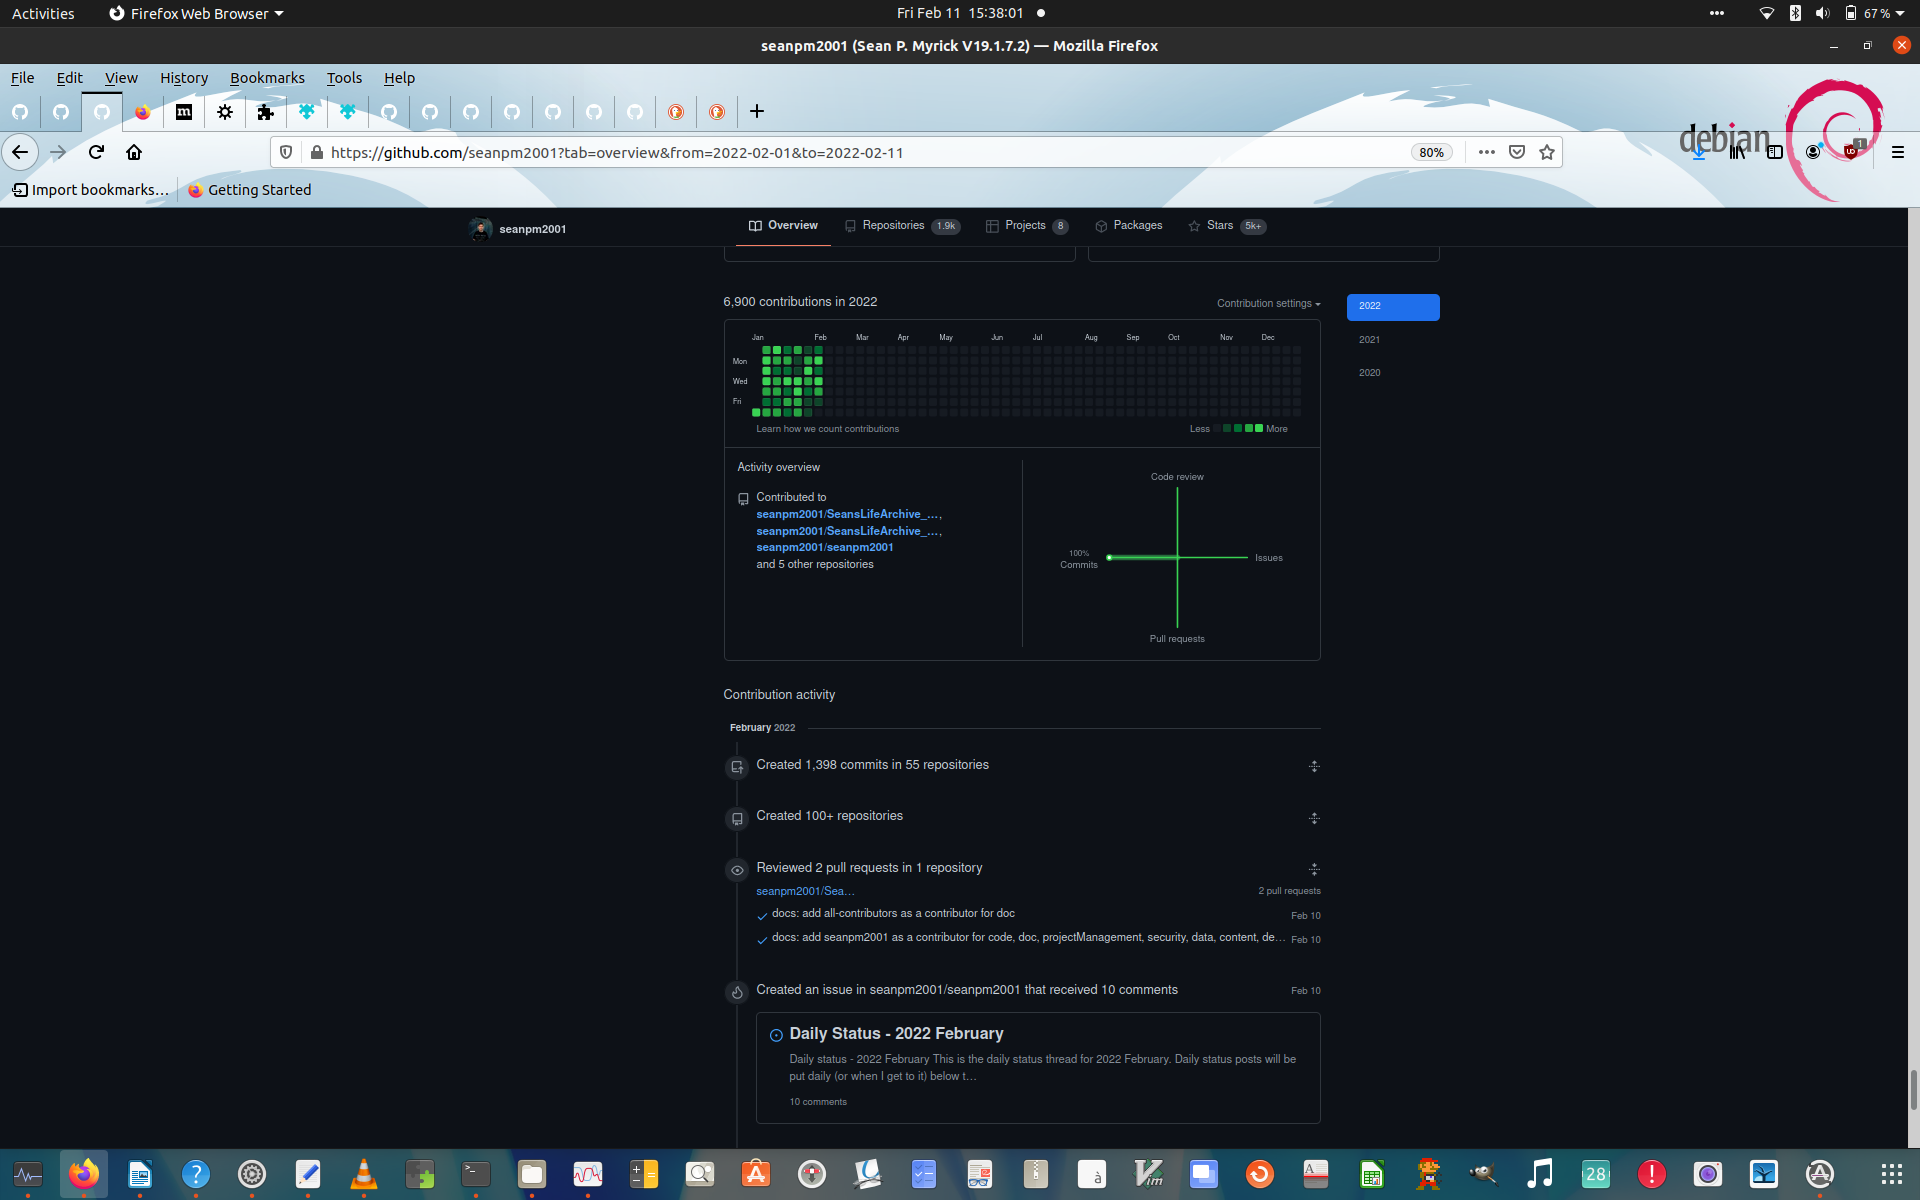 Activities
Firefox Web Browser
Fri Feb 11 15:38:01
67 %
seanpm2001 (Sean P. Myrick V19.1.7.2) — Mozilla Firefox
File Edit View History Bookmarks Tools Help
debian
https://github.com/seanpm2001?tab=overview&from=2022-02-01&to=2022-02-11
80%
1
Import bookmarks…
Getting Started
seanpm2001
Overview
Repositories 1.9k
Projects 8
Packages
Stars 5k+
6,900 contributions in 2022
Contribution settings
2022
2021
2020
Jan Feb Mar Apr May Jun Jul Aug Sep Oct Nov Dec
Mon
Wed
Fri
Learn how we count contributions
Less
More
Activity overview
Contributed to
seanpm2001/SeansLifeArchive_…,
seanpm2001/SeansLifeArchive_…,
seanpm2001/seanpm2001
and 5 other repositories
Code review
100%
Commits
Issues
Pull requests
Contribution activity
February 2022
Created 1,398 commits in 55 repositories
Created 100+ repositories
Reviewed 2 pull requests in 1 repository
seanpm2001/Sea…
2 pull requests
docs: add all-contributors as a contributor for doc
Feb 10
docs: add seanpm2001 as a contributor for code, doc, projectManagement, security, data, content, de…
Feb 10
Created an issue in seanpm2001/seanpm2001 that received 10 comments
Feb 10
Daily Status - 2022 February
Daily status - 2022 February This is the daily status thread for 2022 February. Daily status posts will be
put daily (or when I get to it) below t…
10 comments
à
Vim
28